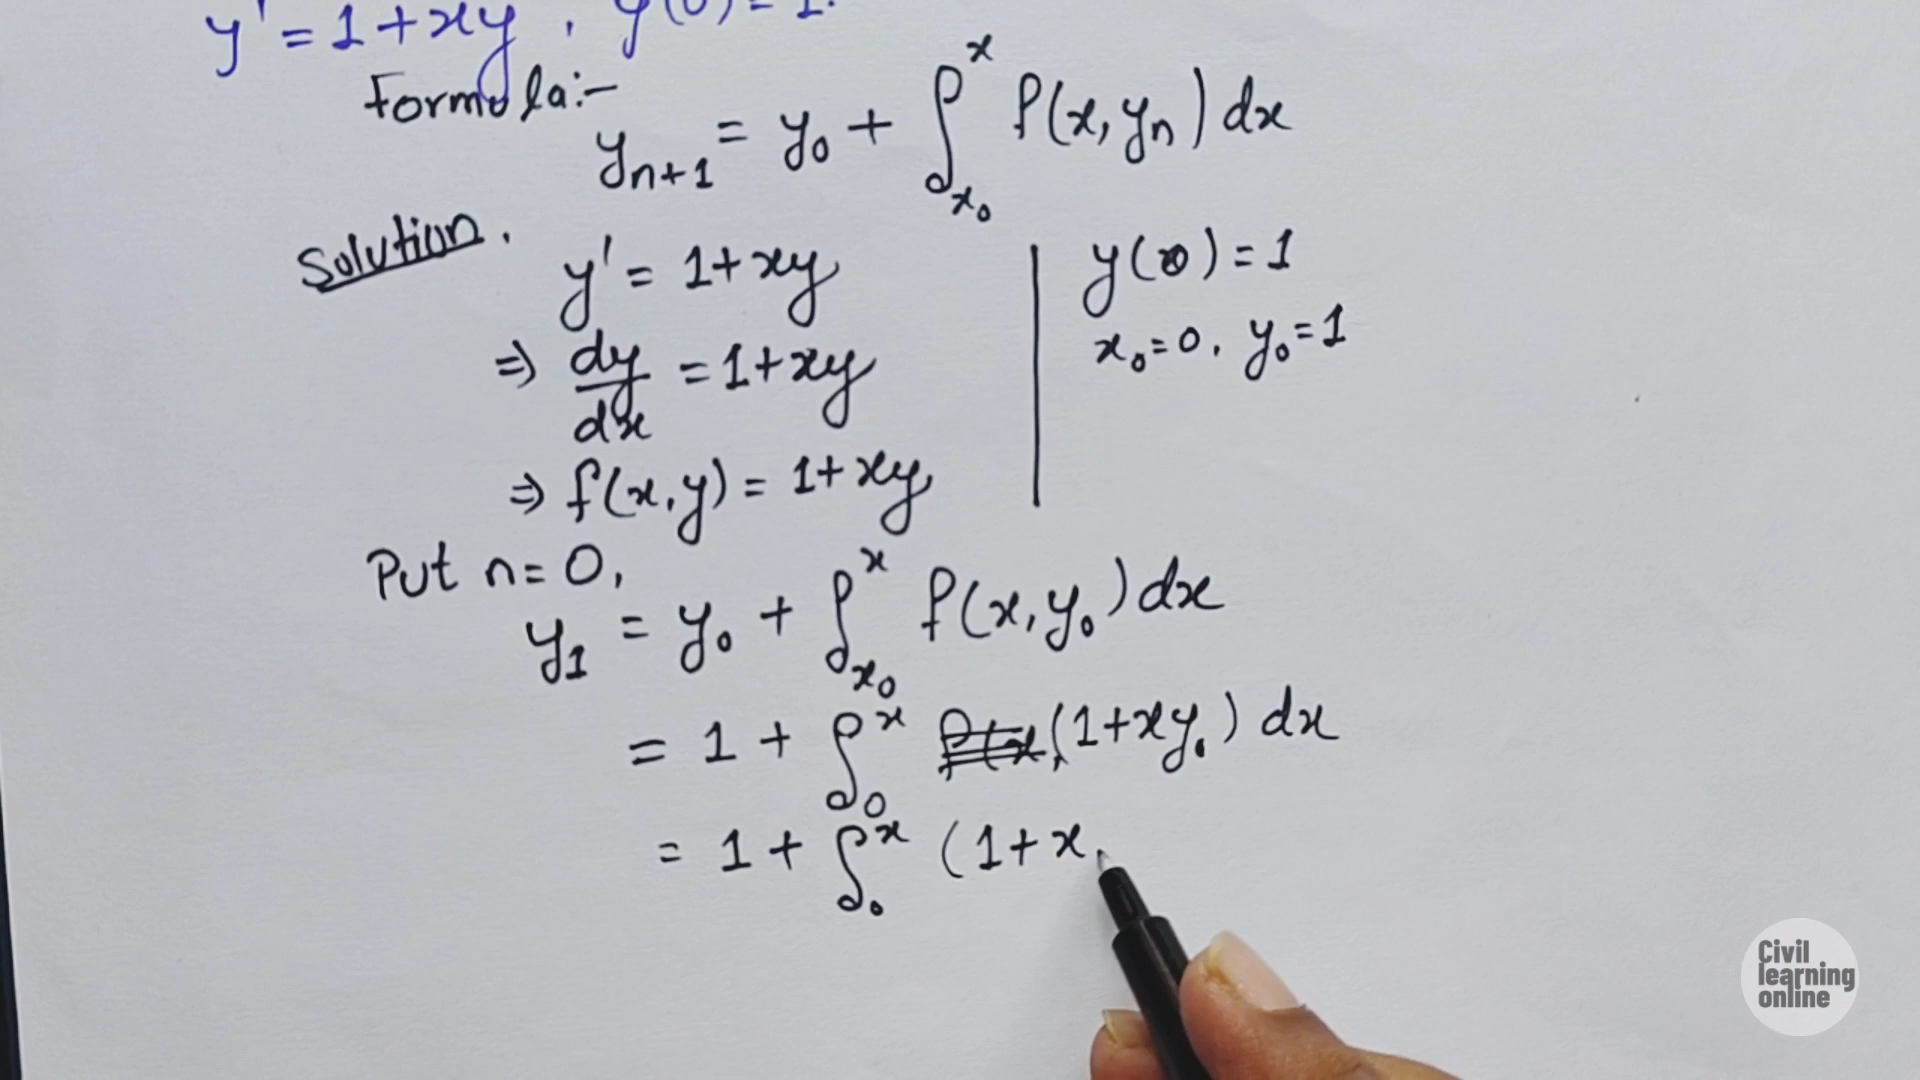 y' = 1+xy , y(0) = 1.
Formula:-
y_{n+1} = y_0 + ∫_{x_0}^{x} f(x, y_n) dx
Solution.
y' = 1+xy
y(0) = 1
⇒ dy/dx = 1+xy
x_0 = 0, y_0 = 1
⇒ f(x,y) = 1+xy
Put n = 0,
y_1 = y_0 + ∫_{x_0}^{x} f(x, y_0) dx
= 1 + ∫_0^x (1+xy_0) dx
= 1 + ∫_0^x (1+x.
Civil
learning
online